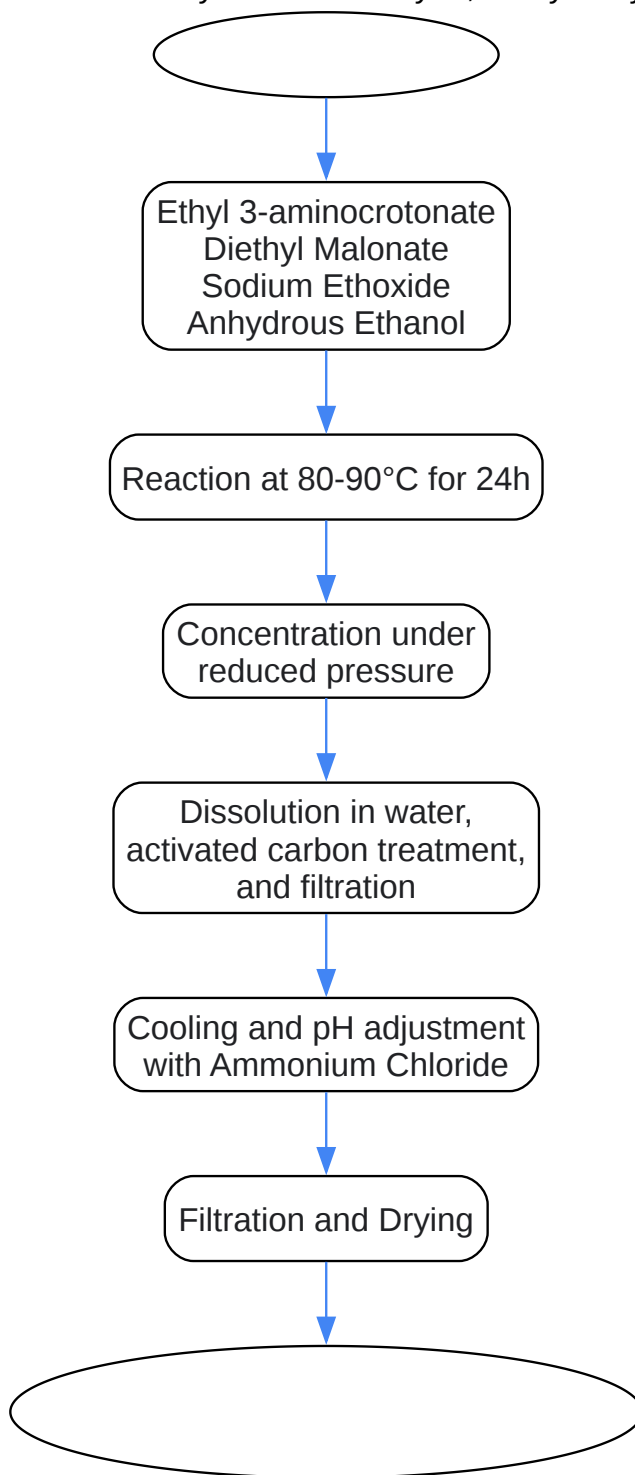 Ethyl 3-aminocrotonate
Diethyl Malonate
Sodium Ethoxide
Anhydrous Ethanol
Reaction at 80-90°C for 24h
Concentration under
reduced pressure
Dissolution in water,
activated carbon treatment,
and filtration
Cooling and pH adjustment
with Ammonium Chloride
Filtration and Drying